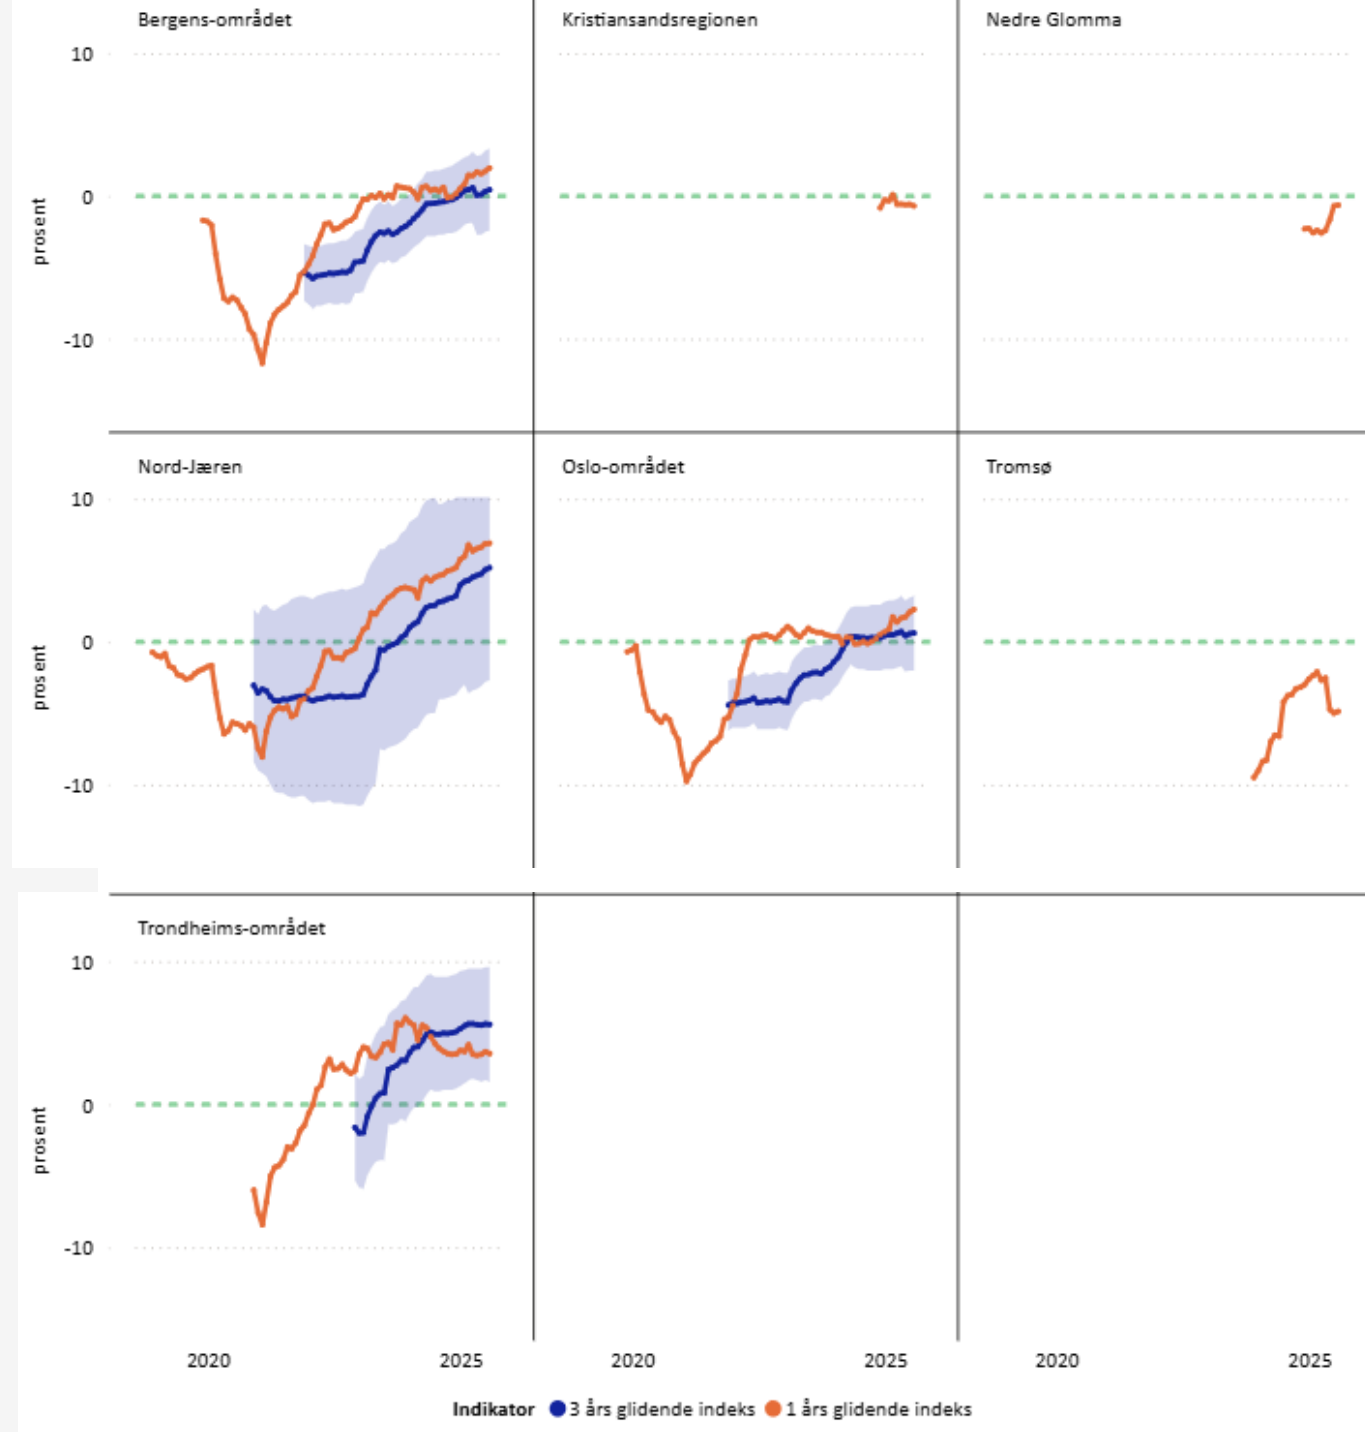 Bergens-området
Kristiansandsregionen
Nedre Glomma
10
0
-10
prosent
Nord-Jæren
Oslo-området
Tromsø
10
0
-10
prosent
Trondheims-området
10
0
-10
prosent
2020 2025 2020 2025 2020 2025
Indikator 3 års glidende indeks 1 års glidende indeks